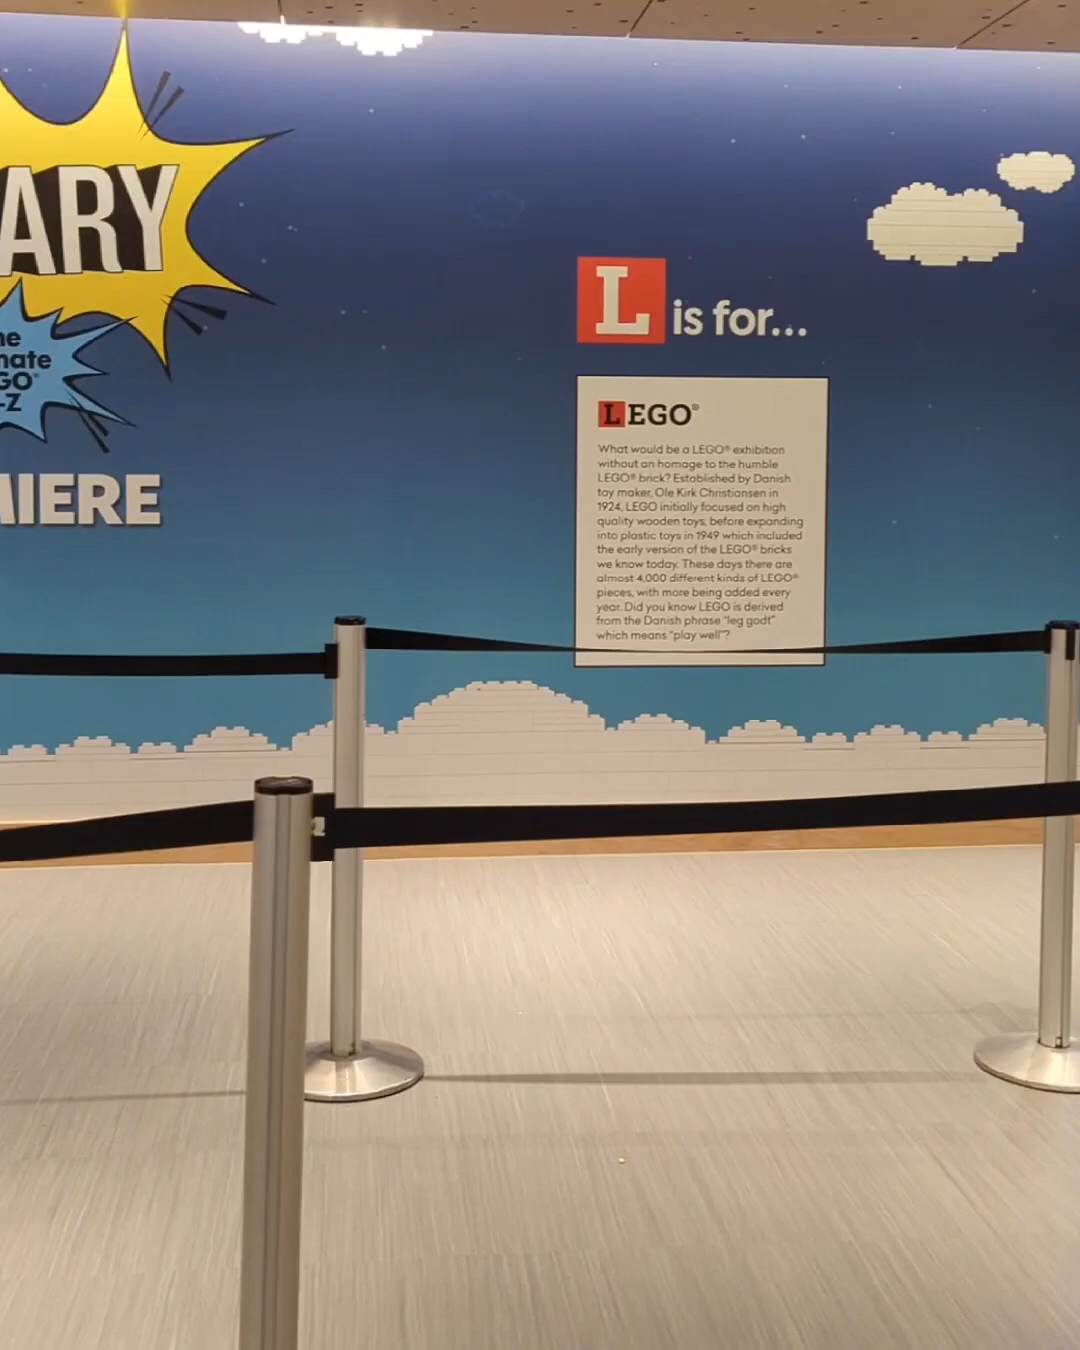 ARY
he
nate
GO®
-Z
MIERE
L is for...
LEGO®
What would be a LEGO® exhibition
without an homage to the humble
LEGO® brick? Established by Danish
toy maker, Ole Kirk Christiansen in
1924, LEGO initially focused on high
quality wooden toys, before expanding
into plastic toys in 1949 which included
the early version of the LEGO® bricks
we know today. These days there are
almost 4,000 different kinds of LEGO®
pieces, with more being added every
year. Did you know LEGO is derived
from the Danish phrase "leg godt"
which means "play well"?